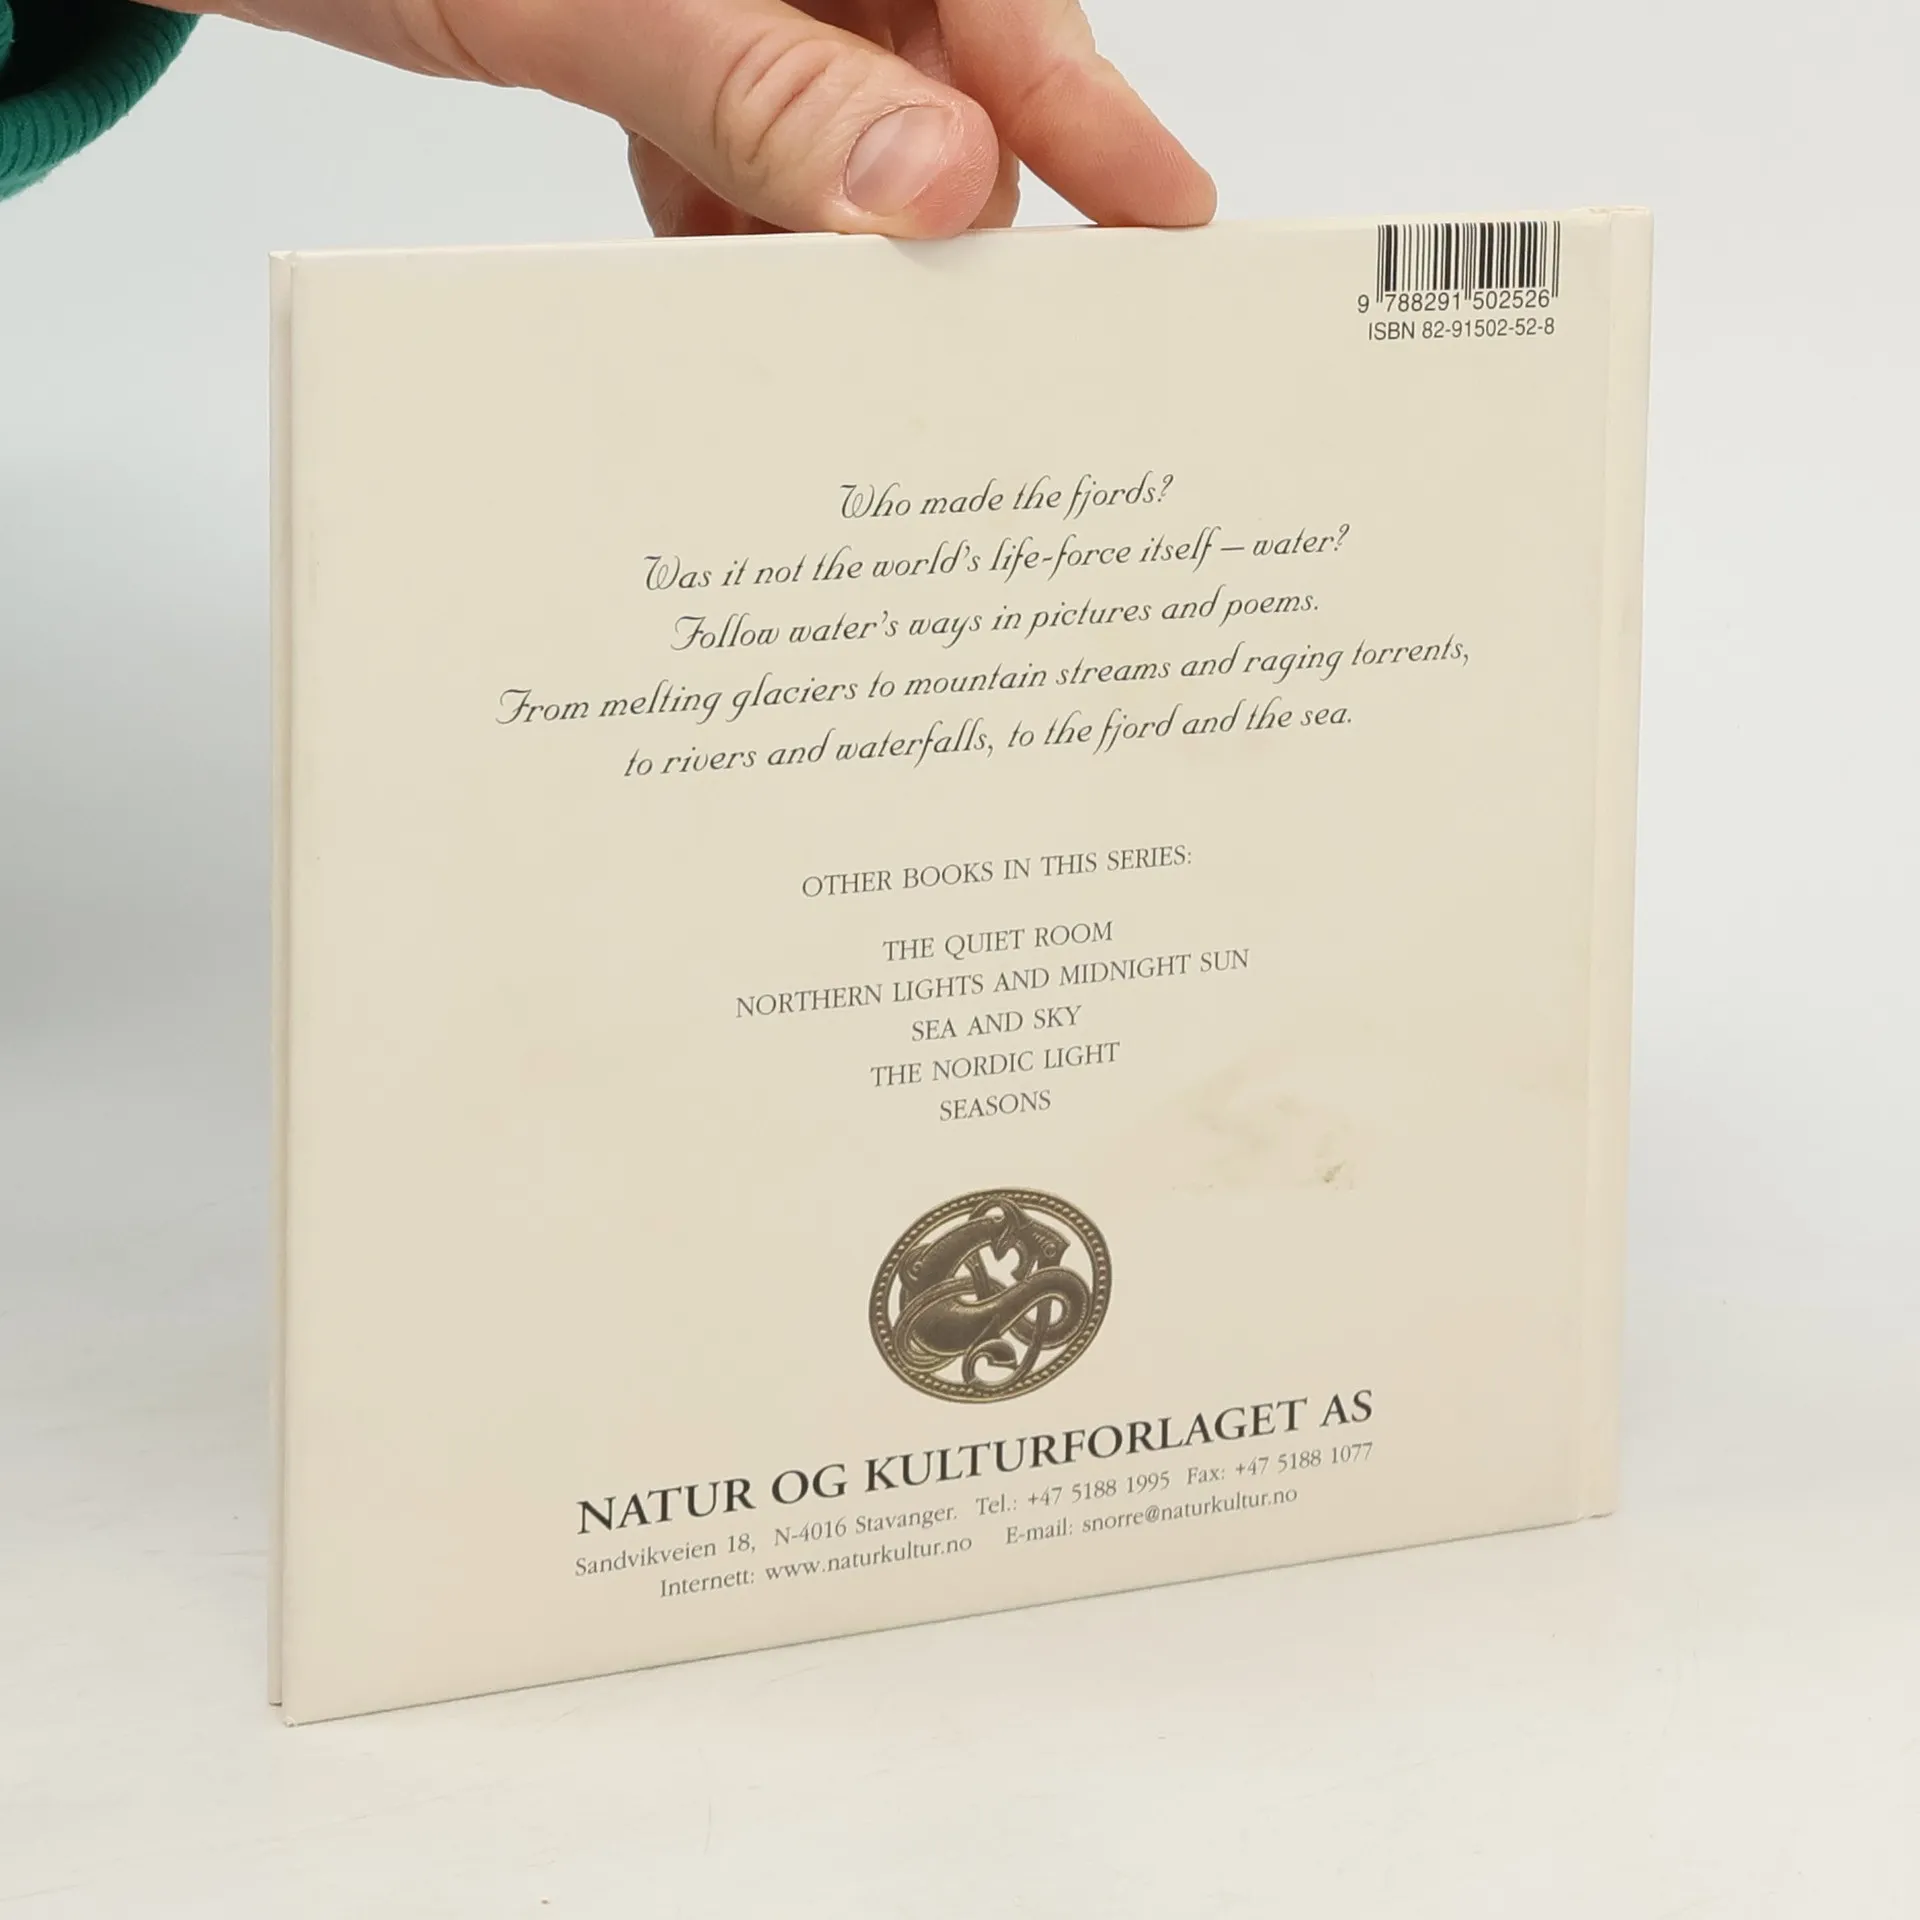 9 788291 502526
ISBN 82-91502-52-8
Who made the fjords?
Was it not the world's life-force itself – water?
Follow water's ways in pictures and poems.
From melting glaciers to mountain streams and raging torrents,
to rivers and waterfalls, to the fjord and the sea.
OTHER BOOKS IN THIS SERIES:
THE QUIET ROOM
NORTHERN LIGHTS AND MIDNIGHT SUN
SEA AND SKY
THE NORDIC LIGHT
SEASONS
NATUR OG KULTURFORLAGET AS
Sandvikveien 18, N-4016 Stavanger. Tel.: +47 5188 1995 Fax: +47 5188 1077
Internett: www.naturkultur.no E-mail: snorre@naturkultur.no